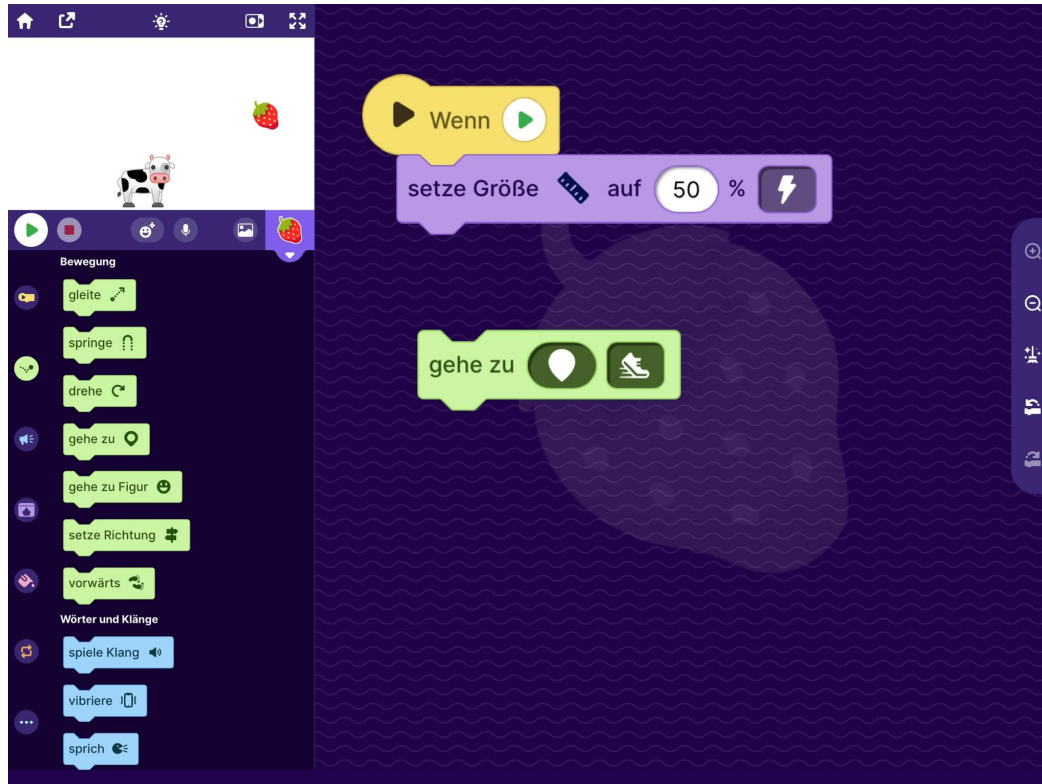 Wenn
setze Größe auf 50 %
gehe zu
Bewegung
gleite
springe
drehe
gehe zu
gehe zu Figur
setze Richtung
vorwärts
Wörter und Klänge
spiele Klang
vibriere
sprich